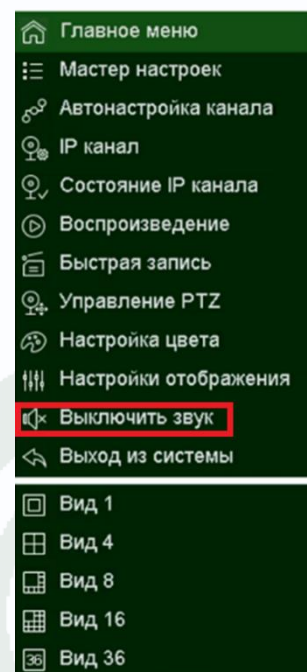 Главное меню
Мастер настроек
Автонастройка канала
IP канал
Состояние IP канала
Воспроизведение
Быстрая запись
Управление PTZ
Настройка цвета
Настройки отображения
Выключить звук
Выход из системы
Вид 1
Вид 4
Вид 8
Вид 16
36 Вид 36